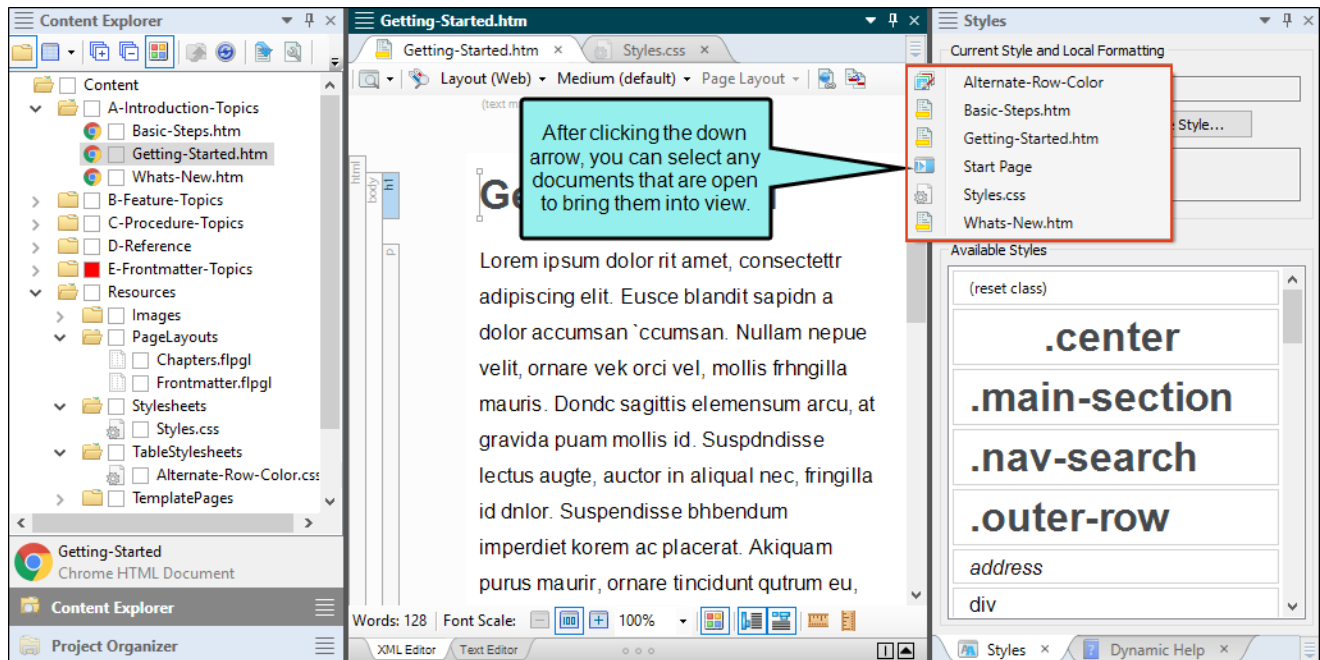 Content Explorer
Content
A-Introduction-Topics
Basic-Steps.htm
Getting-Started.htm
Whats-New.htm
B-Feature-Topics
C-Procedure-Topics
D-Reference
E-Frontmatter-Topics
Resources
Images
PageLayouts
Chapters.flpgl
Frontmatter.flpgl
Stylesheets
Styles.css
TableStylesheets
Alternate-Row-Color.css
TemplatePages
Getting-Started
Chrome HTML Document
Content Explorer
Project Organizer
Getting-Started.htm
Getting-Started.htm × Styles.css ×
Layout (Web) Medium (default) Page Layout
(text
After clicking the down
arrow, you can select any
documents that are open
to bring them into view.
html
body
h1
p
Lorem ipsum dolor rit amet, consectettr
adipiscing elit. Eusce blandit sapidn a
dolor accumsan `ccumsan. Nullam nepue
velit, ornare vek orci vel, mollis frhngilla
mauris. Dondc sagittis elemensum arcu, at
gravida puam mollis id. Suspdndisse
lectus augte, auctor in aliqual nec, fringilla
id dnlor. Suspendisse bhbendum
imperdiet korem ac placerat. Akiquam
purus maurir, ornare tincidunt qutrum eu,
Words: 128 Font Scale: 100%
XML Editor Text Editor
Styles
Current Style and Local Formatting
Alternate-Row-Color
Basic-Steps.htm
Getting-Started.htm
Start Page
Styles.css
Whats-New.htm
Style...
Available Styles
(reset class)
.center
.main-section
.nav-search
.outer-row
address
div
Styles × Dynamic Help ×